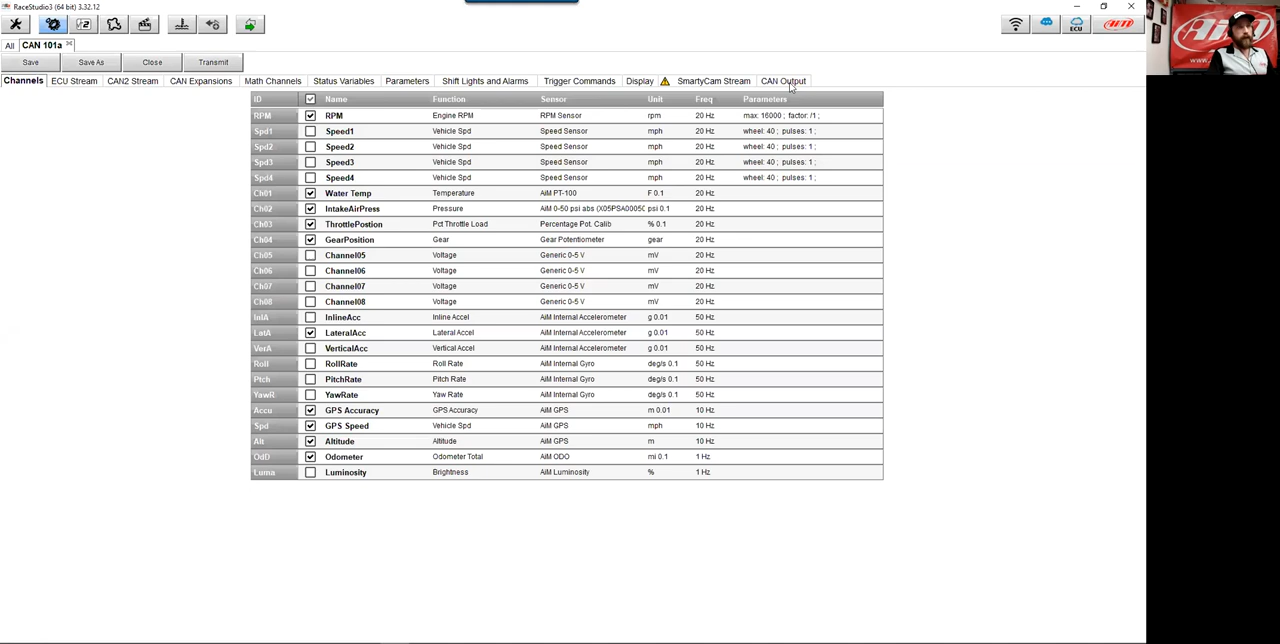 RaceStudio3 (64 bit) 3.32.12
ECU AiM
All CAN 101a
Save Save As Close Transmit
Channels ECU Stream CAN2 Stream CAN Expansions Math Channels Status Variables Parameters Shift Lights and Alarms Trigger Commands Display SmartyCam Stream CAN Output
ID Name Function Sensor Unit Freq Parameters
RPM RPM Engine RPM RPM Sensor rpm 20 Hz max: 16000 ; factor: /1 ;
Spd1 Speed1 Vehicle Spd Speed Sensor mph 20 Hz wheel: 40 ; pulses: 1 ;
Spd2 Speed2 Vehicle Spd Speed Sensor mph 20 Hz wheel: 40 ; pulses: 1 ;
Spd3 Speed3 Vehicle Spd Speed Sensor mph 20 Hz wheel: 40 ; pulses: 1 ;
Spd4 Speed4 Vehicle Spd Speed Sensor mph 20 Hz wheel: 40 ; pulses: 1 ;
Ch01 Water Temp Temperature AiM PT-100 F 0.1 20 Hz
Ch02 IntakeAirPress Pressure AiM 0-50 psi abs (X05PSA0005C psi 0.1 20 Hz
Ch03 ThrottlePostion Pct Throttle Load Percentage Pot. Calib % 0.1 20 Hz
Ch04 GearPosition Gear Gear Potentiometer gear 20 Hz
Ch05 Channel05 Voltage Generic 0-5 V mV 20 Hz
Ch06 Channel06 Voltage Generic 0-5 V mV 20 Hz
Ch07 Channel07 Voltage Generic 0-5 V mV 20 Hz
Ch08 Channel08 Voltage Generic 0-5 V mV 20 Hz
InlA InlineAcc Inline Accel AiM Internal Accelerometer g 0.01 50 Hz
LatA LateralAcc Lateral Accel AiM Internal Accelerometer g 0.01 50 Hz
VerA VerticalAcc Vertical Accel AiM Internal Accelerometer g 0.01 50 Hz
Roll RollRate Roll Rate AiM Internal Gyro deg/s 0.1 50 Hz
Ptch PitchRate Pitch Rate AiM Internal Gyro deg/s 0.1 50 Hz
YawR YawRate Yaw Rate AiM Internal Gyro deg/s 0.1 50 Hz
Accu GPS Accuracy GPS Accuracy AiM GPS m 0.01 10 Hz
Spd GPS Speed Vehicle Spd AiM GPS mph 10 Hz
Alt Altitude Altitude AiM GPS m 10 Hz
OdD Odometer Odometer Total AiM ODO mi 0.1 1 Hz
Luma Luminosity Brightness AiM Luminosity % 1 Hz
AiM
www.